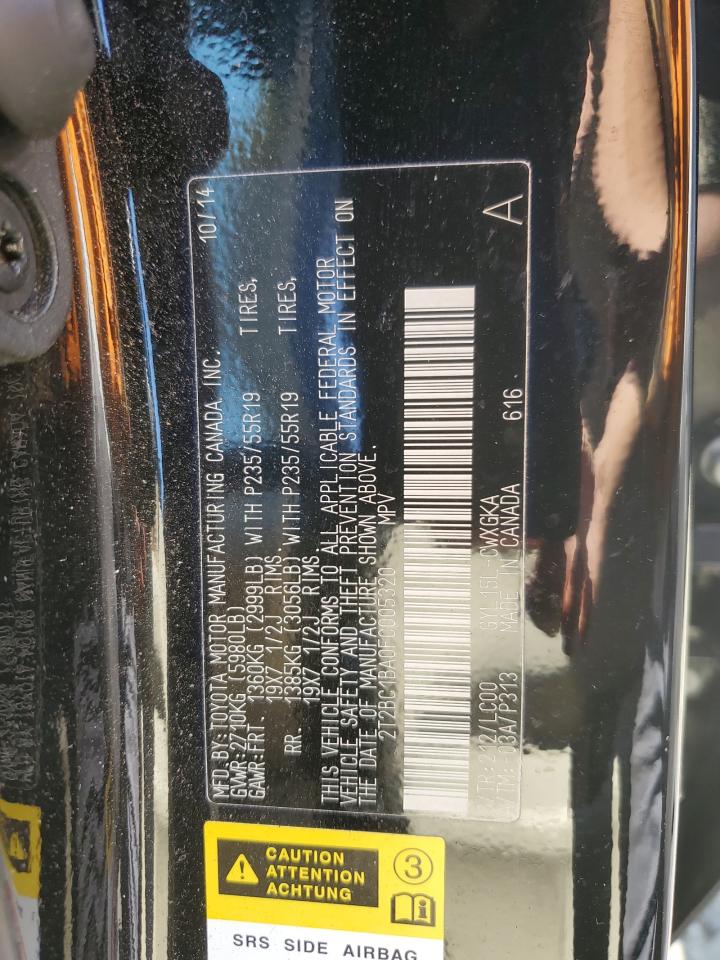 MFD BY:TOYOTA MOTOR MANUFACTURING CANADA INC. 10/14
GVWR:2710KG (5980LB)
GAWR:FRT. 1360KG (2999LB) WITH P235/55R19 TIRES,
19X7 1/2J RIMS
RR. 1385KG (3056LB) WITH P235/55R19 TIRES,
19X7 1/2J RIMS
THIS VEHICLE CONFORMS TO ALL APPLICABLE FEDERAL MOTOR
VEHICLE SAFETY AND THEFT PREVENTION STANDARDS IN EFFECT ON
THE DATE OF MANUFACTURE SHOWN ABOVE.
2T2BC1BA0FC005320 MPV
C/TR:212/LC00 GYL15L-CWXGKA 616 A
A/TM:-03A/P313 MADE IN CANADA
CAUTION
ATTENTION
ACHTUNG
3
SRS SIDE AIRBAG